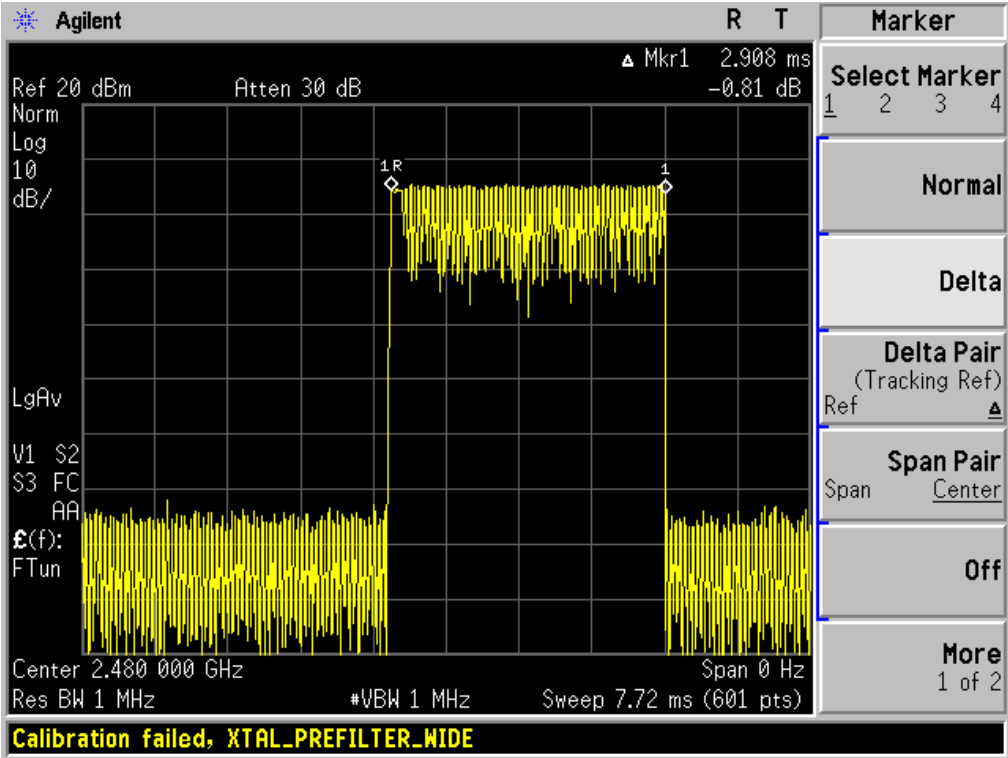 Agilent R T Marker
Δ Mkr1 2.908 ms
Ref 20 dBm Atten 30 dB -0.81 dB
Norm
Log
10
dB/
1R
1
LgAv
V1 S2
S3 FC
AA
£(f):
FTun
Center 2.480 000 GHz Span 0 Hz
Res BW 1 MHz #VBW 1 MHz Sweep 7.72 ms (601 pts)
Calibration failed, XTAL_PREFILTER_WIDE
Select Marker
1 2 3 4
Normal
Delta
Delta Pair
(Tracking Ref)
Ref Δ
Span Pair
Span Center
Off
More
1 of 2